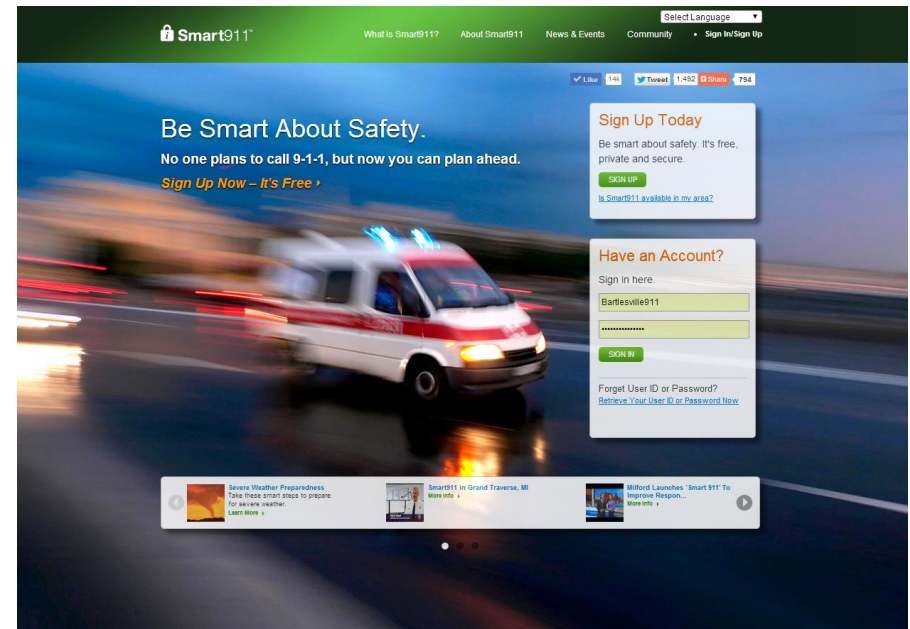 Select Language
Smart911™
What is Smart911?
About Smart911
News & Events
Community
Sign In/Sign Up
Like
14k
Tweet
1,492
Share
794
Be Smart About Safety.
No one plans to call 9-1-1, but now you can plan ahead.
Sign Up Now – It's Free ›
Sign Up Today
Be smart about safety. It's free,
private and secure.
SIGN UP
Is Smart911 available in my area?
Have an Account?
Sign in here.
Bartlesville911
•••••••••••••••
SIGN IN
Forget User ID or Password?
Retrieve Your User ID or Password Now
Severe Weather Preparedness
Take these smart steps to prepare
for severe weather.
Learn More ›
Smart911 in Grand Traverse, MI
More info ›
Milford Launches 'Smart 911' To
Improve Respon...
More info ›